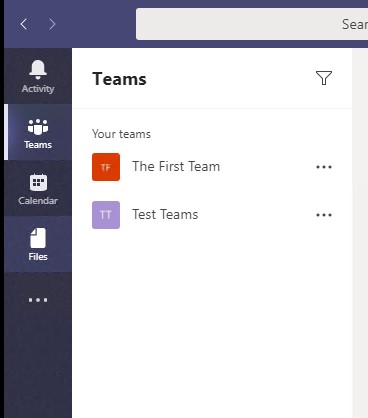 Sear
Activity
Teams
Calendar
Files
Teams
Your teams
TF The First Team
TT Test Teams